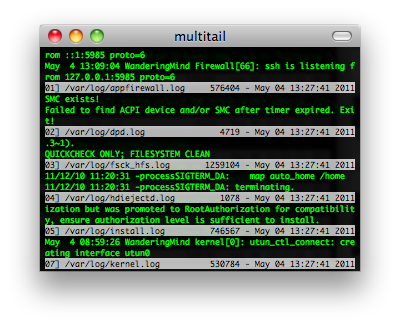 multitail
rom ::1:5985 proto=6
May  4 13:09:04 WanderingMind Firewall[66]: ssh is listening f
rom 127.0.0.1:5985 proto=6
01] /var/log/appfirewall.log 576404 - May 04 13:27:41 2011
SMC exists!
Failed to find ACPI device and/or SMC after timer expired. Exi
t!
02] /var/log/dpd.log 4719 - May 04 13:27:41 2011
.3~1).
QUICKCHECK ONLY; FILESYSTEM CLEAN
03] /var/log/fsck_hfs.log 1259104 - May 04 13:27:41 2011
11/12/10 11:20:31 -processSIGTERM_DA:    map auto_home /home
11/12/10 11:20:31 -processSIGTERM_DA: terminating.
04] /var/log/ndiejectd.log 1078 - May 04 13:27:41 2011
ization but was promoted to RootAuthorization for compatibilit
y, ensure authorization level is sufficient to install.
05] /var/log/install.log 746567 - May 04 13:27:41 2011
May  4 08:59:26 WanderingMind kernel[0]: utun_ctl_connect: cre
ating interface utun0
07] /var/log/kernel.log 530784 - May 04 13:27:41 2011